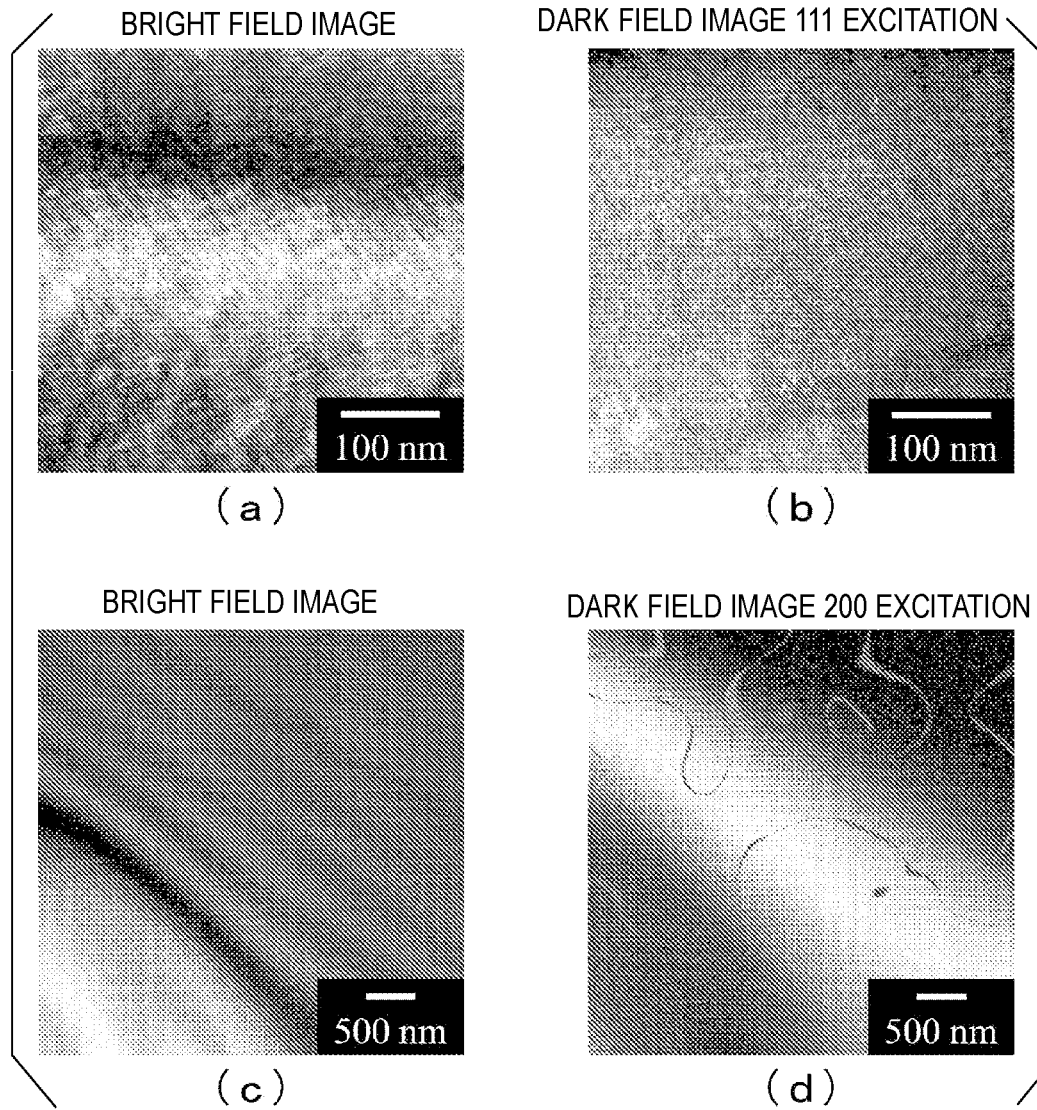 BRIGHT FIELD IMAGE
DARK FIELD IMAGE 111 EXCITATION
100 nm
100 nm
(a)
(b)
BRIGHT FIELD IMAGE
DARK FIELD IMAGE 200 EXCITATION
500 nm
500 nm
(c)
(d)